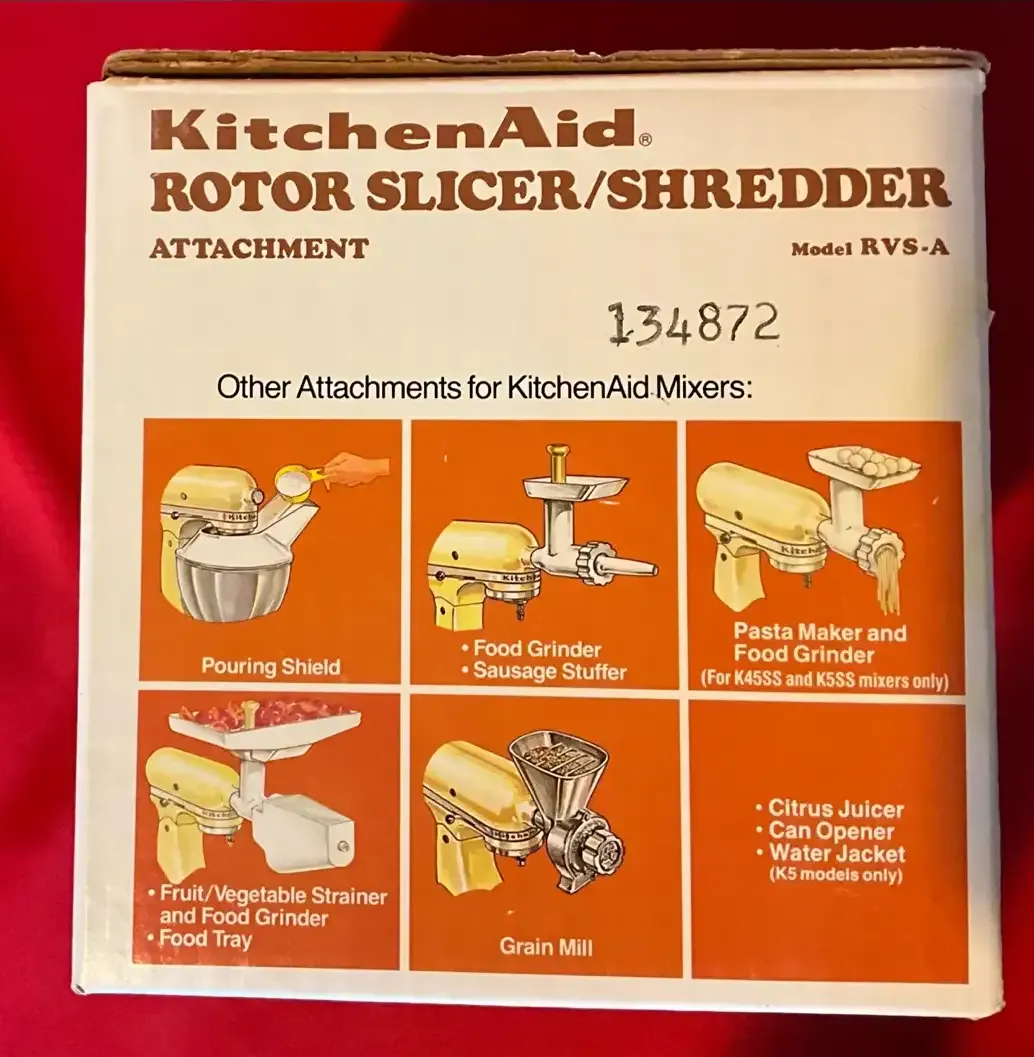 KitchenAid®
ROTOR SLICER/SHREDDER
ATTACHMENT Model RVS-A
134872
Other Attachments for KitchenAid Mixers:
Pouring Shield
• Food Grinder
• Sausage Stuffer
Pasta Maker and
Food Grinder
(For K45SS and K5SS mixers only)
• Fruit/Vegetable Strainer
and Food Grinder
• Food Tray
Grain Mill
• Citrus Juicer
• Can Opener
• Water Jacket
(K5 models only)